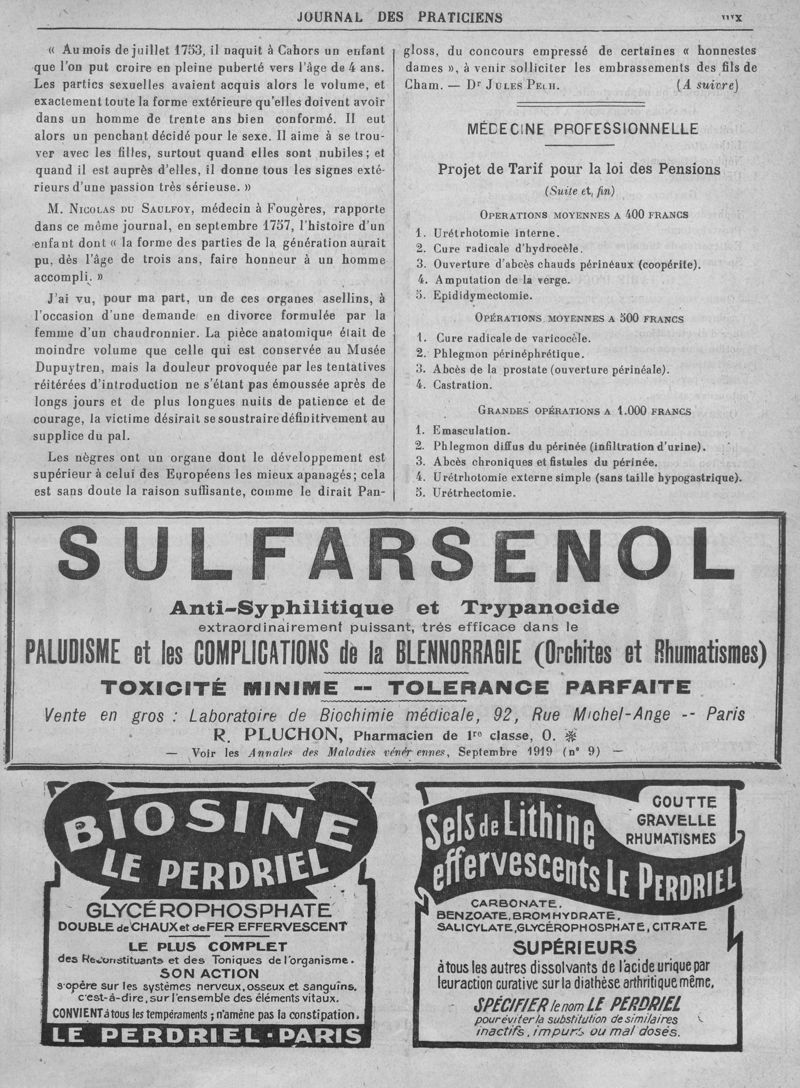 JOURNAL DES PRATICIENS
« Au mois de juillet 1753, il naquit à Cahors un enfant
que l'on put croire en pleine puberté vers l'âge de 4 ans.
Les partics sexuelles avaient acquis alors le volume, et
exactement toute la forme extérieure qu'elles doivent avoir
dans un homme de trente ans bien conformé. Il eut
alors un penchant décidé pour le sexe. Il aime à se trou-
ver avec les filles, surtout quand elles sont nubiles ; et
quand il est auprès d'elles, il donne tous les signes exté-
rieurs d'une passion très sérieuse. »
M. NICOLAS DU SAULFOY, médecin à Fougères, rapporte
dans ce même journal, en septembre 1757, l'histoire d'un
enfant dont « la forme des parties de la génération aurait
pu, dès l'âge de trois ans, faire honneur à un homme
accompli. »
J'ai vu, pour ma part, un de ces organes asellins, à
l'occasion d'une demande en divorce formulée par la
femme d'un chaudronnier. La pièce anatomique était de
moindre volume que celle qui est conservée au Musée
Dupuytren, mais la douleur provoquée par les tentatives
réitérées d'introduction ne s'étant pas émoussée après de
longs jours et de plus longues nuits de patience et de
courage, la victime désirait se soustraire définitivement au
supplice du pal.
Les nègres ont un organe dont le développement est
supérieur à celui des Européens les mieux apanagés ; cela
est sans doute la raison suffisante, comme le dirait Pan-
gloss, du concours empressé de certaines « honnestes
dames », à venir solliciter les embrassements des fils de
Cham. — Dr JULES PECH. (A suivre)
MÉDECINE PROFESSIONNELLE
Projet de Tarif pour la loi des Pensions
(Suite et fin)
OPERATIONS MOYENNES A 400 FRANCS
1. Urétrhotomie interne.
2. Cure radicale d'hydrocèle.
3. Ouverture d'abcès chauds périnéaux (coopérite).
4. Amputation de la verge.
5. Epididymectomie.
OPÉRATIONS MOYENNES A 500 FRANCS
1. Cure radicale de varicocèle.
2. Phlegmon périnéphrétique.
3. Abcès de la prostate (ouverture périnéale).
4. Castration.
GRANDES OPÉRATIONS A 1.000 FRANCS
1. Emasculation.
2. Phlegmon diffus du périnée (infiltration d'urine).
3. Abcès chroniques et fistules du périnée.
4. Urétrhotomie externe simple (sans taille hypogastrique).
5. Urétrhectomie.
SULFARSENOL
Anti-Syphilitique et Trypanocide
extraordinairement puissant, très efficace dans le
PALUDISME et les COMPLICATIONS de la BLENNORRAGIE (Orchites et Rhumatismes)
TOXICITÉ MINIME -- TOLERANCE PARFAITE
Vente en gros : Laboratoire de Biochimie médicale, 92, Rue Michel-Ange -- Paris
R. PLUCHON, Pharmacien de 1re classe, O. ※
— Voir les Annales des Maladies vénér ennes, Septembre 1919 (n° 9) —
BIOSINE
LE PERDRIEL
GLYCÉROPHOSPHATE
DOUBLE de CHAUX et de FER EFFERVESCENT
LE PLUS COMPLET
des Reconstituants et des Toniques de l'organisme.
SON ACTION
s'opère sur les systèmes nerveux, osseux et sanguins,
c'est-à-dire, sur l'ensemble des éléments vitaux.
CONVIENT à tous les tempéraments ; n'amène pas la constipation.
LE PERDRIEL - PARIS
Sels de Lithine
effervescents LE PERDRIEL
GOUTTE
GRAVELLE
RHUMATISMES
CARBONATE,
BENZOATE, BROMHYDRATE,
SALICYLATE, GLYCÉROPHOSPHATE, CITRATE
SUPÉRIEURS
à tous les autres dissolvants de l'acide urique par
leur action curative sur la diathèse arthritique même,
SPÉCIFIER le nom LE PERDRIEL
pour éviter la substitution de similaires
inactifs, impurs ou mal dosés.